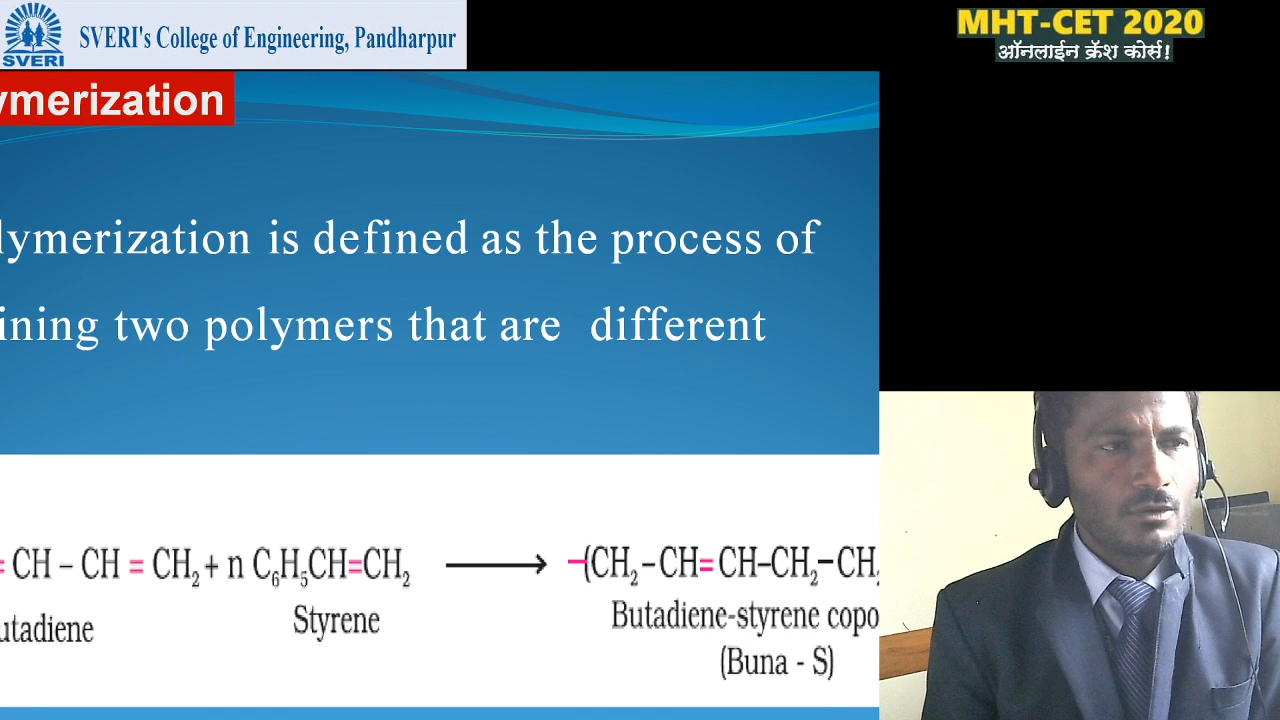 SVERI's College of Engineering, Pandharpur
SVERI
MHT-CET 2020
ऑनलाईन क्रॅश कोर्स!
ymerization
lymerization is defined as the process of
ining two polymers that are different
= CH – CH = CH₂ + n C₆H₅CH=CH₂ ⟶ –(CH₂–CH=CH–CH₂–CH₂
utadiene
Styrene
Butadiene-styrene copo
(Buna - S)